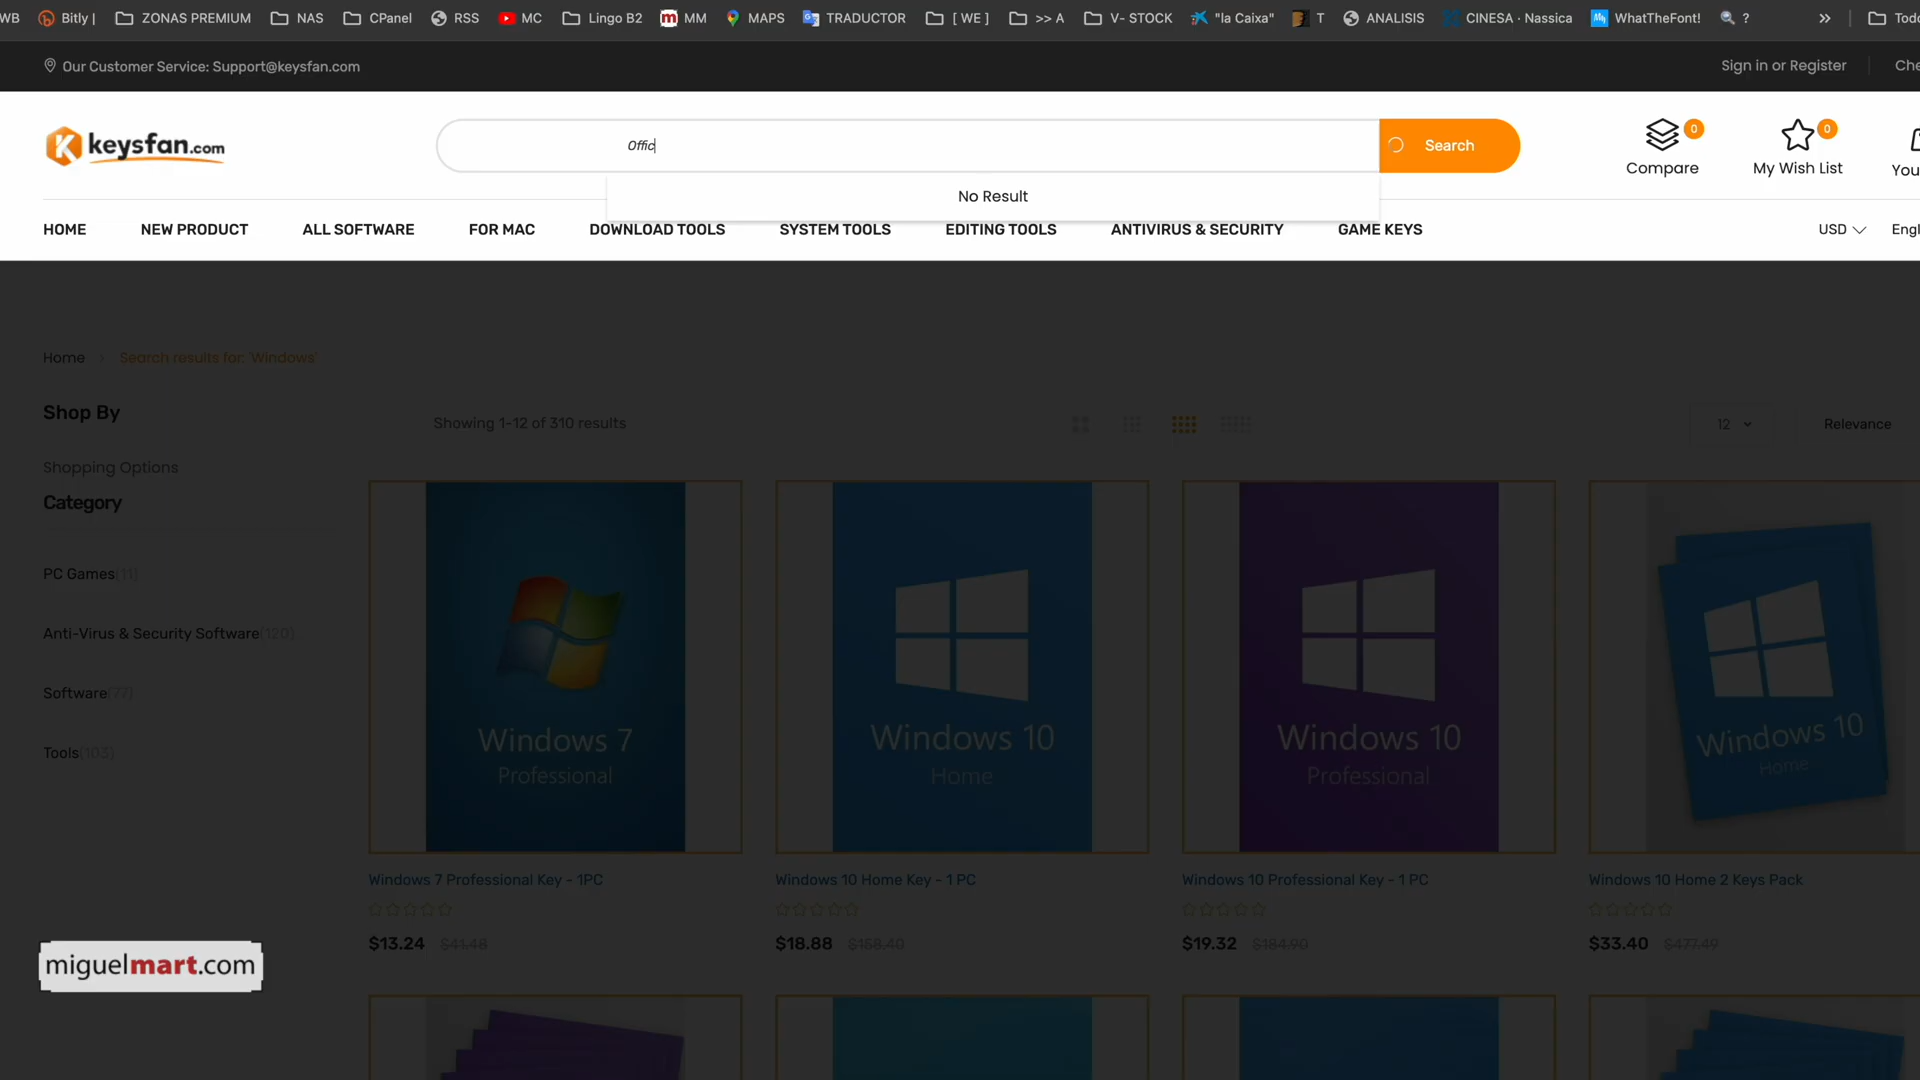 WB Bitly | ZONAS PREMIUM NAS CPanel RSS MC Lingo B2 MM MAPS TRADUCTOR [ WE ] >> A V- STOCK "la Caixa" T ANALISIS CINESA · Nassica WhatTheFont! ? » Todo
Our Customer Service: Support@keysfan.com Sign in or Register Che
keysfan.com
Offic
Search
0
Compare
0
My Wish List
You
No Result
HOME NEW PRODUCT ALL SOFTWARE FOR MAC DOWNLOAD TOOLS SYSTEM TOOLS EDITING TOOLS ANTIVIRUS & SECURITY GAME KEYS USD Engl
Home Search results for: 'Windows'
Shop By
Showing 1-12 of 310 results
12
Relevance
Shopping Options
Category
PC Games(11)
Anti-Virus & Security Software(120)
Software(77)
Tools(103)
Windows 7
Professional
Windows 10
Home
Windows 10
Professional
Windows 10
Home
Windows 7 Professional Key - 1PC
Windows 10 Home Key - 1 PC
Windows 10 Professional Key - 1 PC
Windows 10 Home 2 Keys Pack
$13.24 $41.48
$18.88 $158.40
$19.32 $184.90
$33.40 $477.49
miguelmart.com